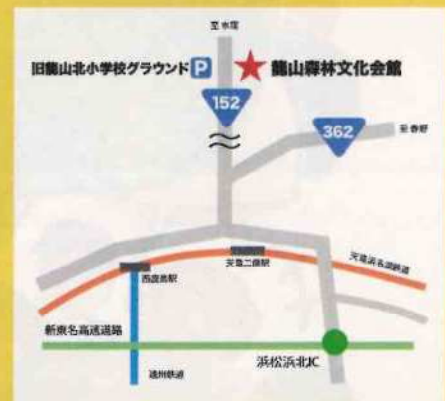 至水窪
旧龍山北小学校グラウンド P
龍山森林文化会館
152
362
至春野
天竜浜名湖鉄道
西鹿島駅
天竜二俣駅
新東名高速道路
浜松浜北IC
遠州鉄道